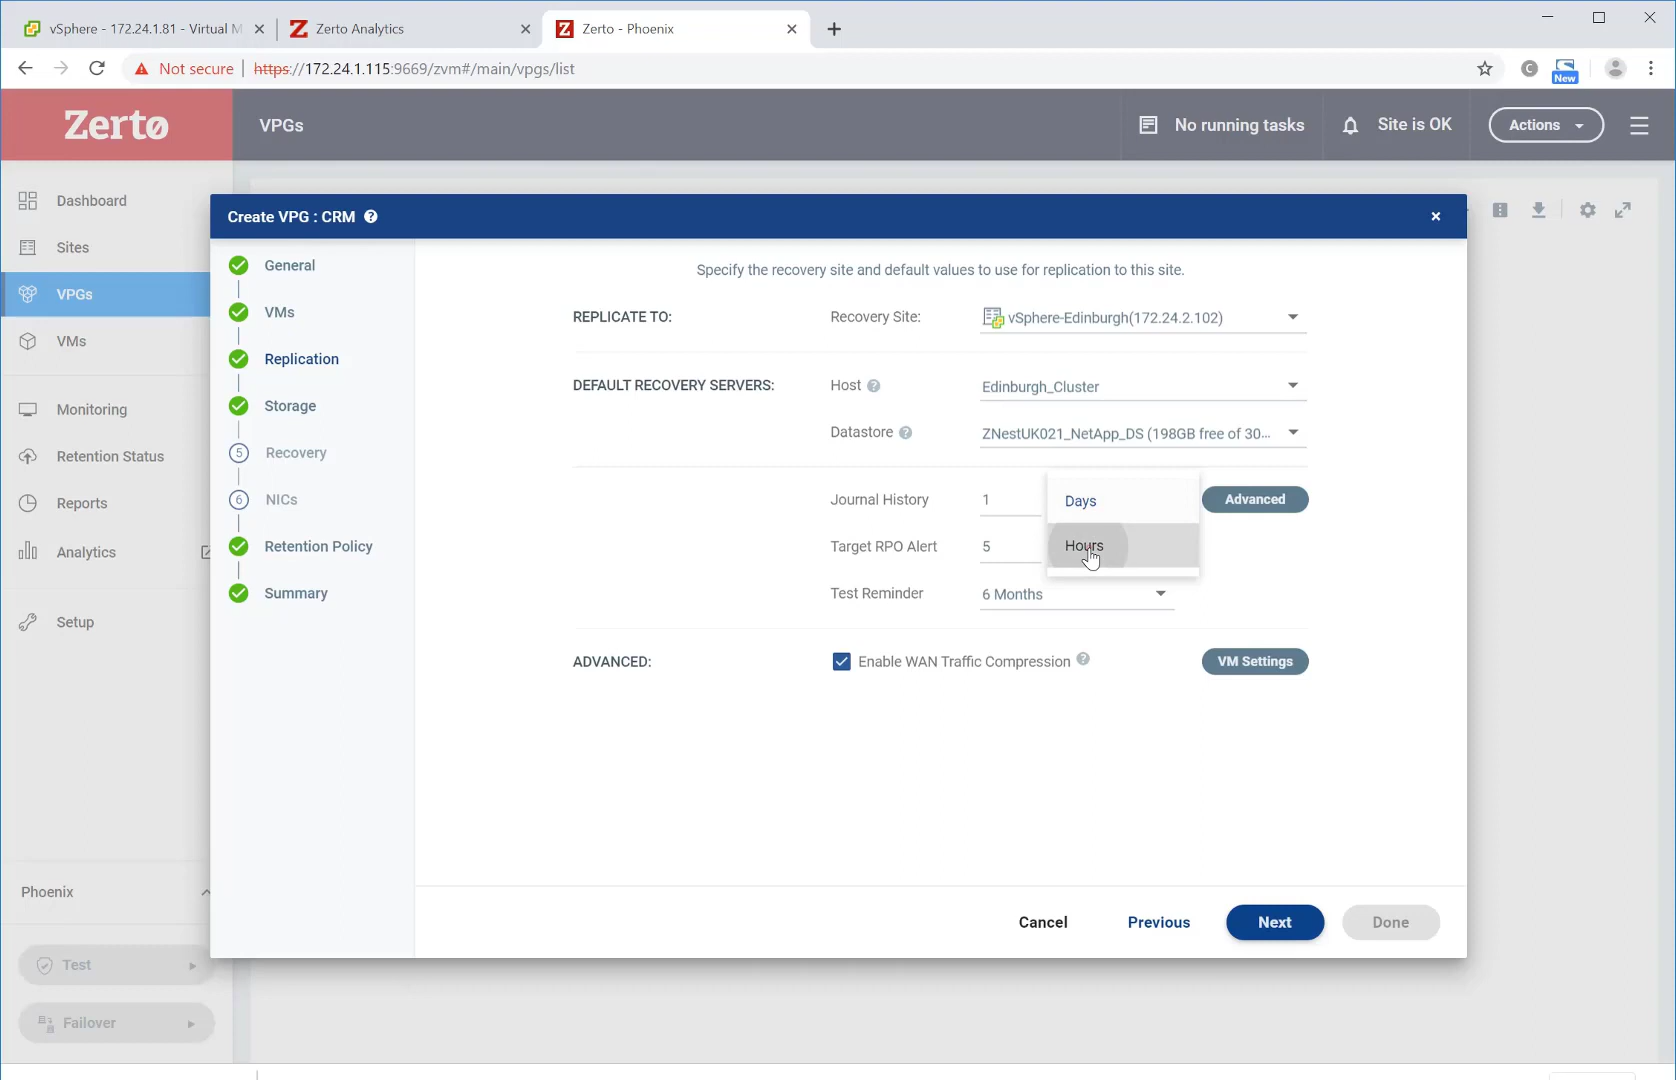 vSphere - 172.24.1.81 - Virtual M
Zerto Analytics
Zerto - Phoenix
Not secure
https://172.24.1.115:9669/zvm#/main/vpgs/list
C
New
Zerto
VPGs
No running tasks
Site is OK
Actions
Dashboard
Sites
VPGs
VMs
Monitoring
Retention Status
Reports
Analytics
Setup
Phoenix
Test
Failover
Create VPG : CRM
General
VMs
Replication
Storage
5 Recovery
6 NICs
Retention Policy
Summary
Specify the recovery site and default values to use for replication to this site.
REPLICATE TO: Recovery Site: vSphere-Edinburgh(172.24.2.102)
DEFAULT RECOVERY SERVERS: Host ? Edinburgh_Cluster
Datastore ? ZNestUK021_NetApp_DS (198GB free of 30...
Journal History 1 Days Advanced
Target RPO Alert 5 Hours
Test Reminder 6 Months
ADVANCED: Enable WAN Traffic Compression ? VM Settings
Cancel Previous Next Done